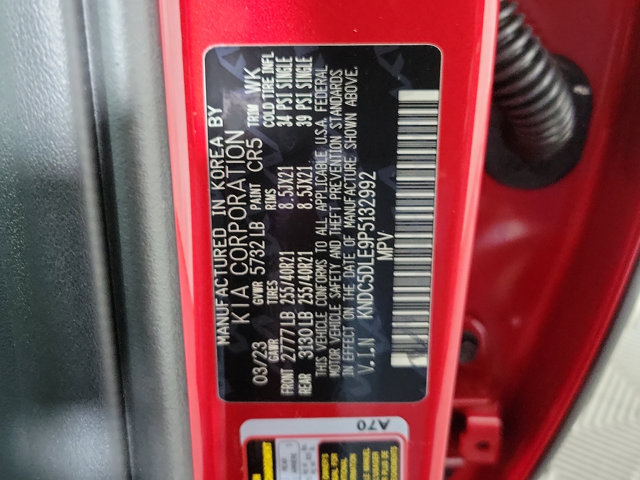 MANUFACTURED IN KOREA BY
KIA CORPORATION
03/23 GVWR 5732 LB PAINT CR5 TRIM WK
GAWR TIRES RIMS COLD TIRE INFL
FRONT 2777 LB 255/40R21 8.5JX21 34 PSI SINGLE
REAR 3130 LB 255/40R21 8.5JX21 39 PSI SINGLE
THIS VEHICLE CONFORMS TO ALL APPLICABLE U.S.A. FEDERAL
MOTOR VEHICLE SAFETY AND THEFT PREVENTION STANDARDS
IN EFFECT ON THE DATE OF MANUFACTURE SHOWN ABOVE.
V.I.N KNDC5DLE9P5132992
MPV
A70